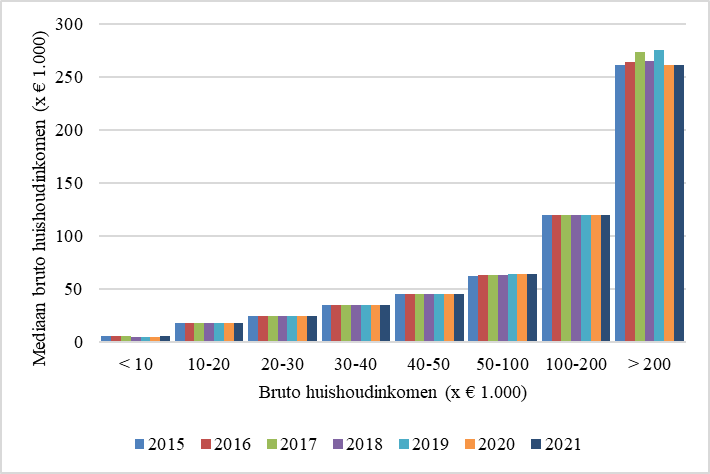 Mediaan bruto huishoudinkomen (x € 1.000)
300
250
200
150
100
50
0
< 10 10-20 20-30 30-40 40-50 50-100 100-200 > 200
Bruto huishoudinkomen (x € 1.000)
2015 2016 2017 2018 2019 2020 2021